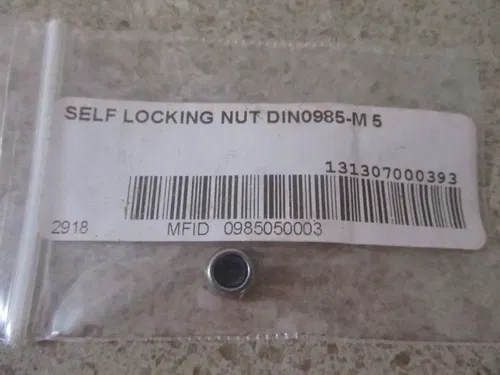 SELF LOCKING NUT DIN0985-M 5
131307000393
2918 MFID 0985050003